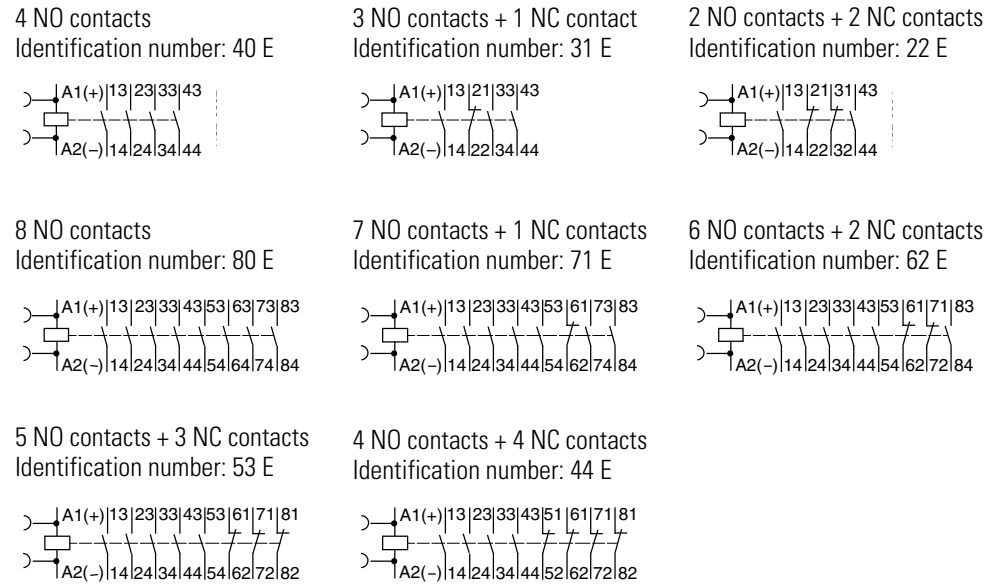 4 NO contacts
Identification number: 40 E
A1(+) 13 23 33 43
A2(–) 14 24 34 44
3 NO contacts + 1 NC contact
Identification number: 31 E
A1(+) 13 21 33 43
A2(–) 14 22 34 44
2 NO contacts + 2 NC contacts
Identification number: 22 E
A1(+) 13 21 31 43
A2(–) 14 22 32 44
8 NO contacts
Identification number: 80 E
A1(+) 13 23 33 43 53 63 73 83
A2(–) 14 24 34 44 54 64 74 84
7 NO contacts + 1 NC contacts
Identification number: 71 E
A1(+) 13 23 33 43 53 61 73 83
A2(–) 14 24 34 44 54 62 74 84
6 NO contacts + 2 NC contacts
Identification number: 62 E
A1(+) 13 23 33 43 53 61 71 83
A2(–) 14 24 34 44 54 62 72 84
5 NO contacts + 3 NC contacts
Identification number: 53 E
A1(+) 13 23 33 43 53 61 71 81
A2(–) 14 24 34 44 54 62 72 82
4 NO contacts + 4 NC contacts
Identification number: 44 E
A1(+) 13 23 33 43 51 61 71 81
A2(–) 14 24 34 44 52 62 72 82